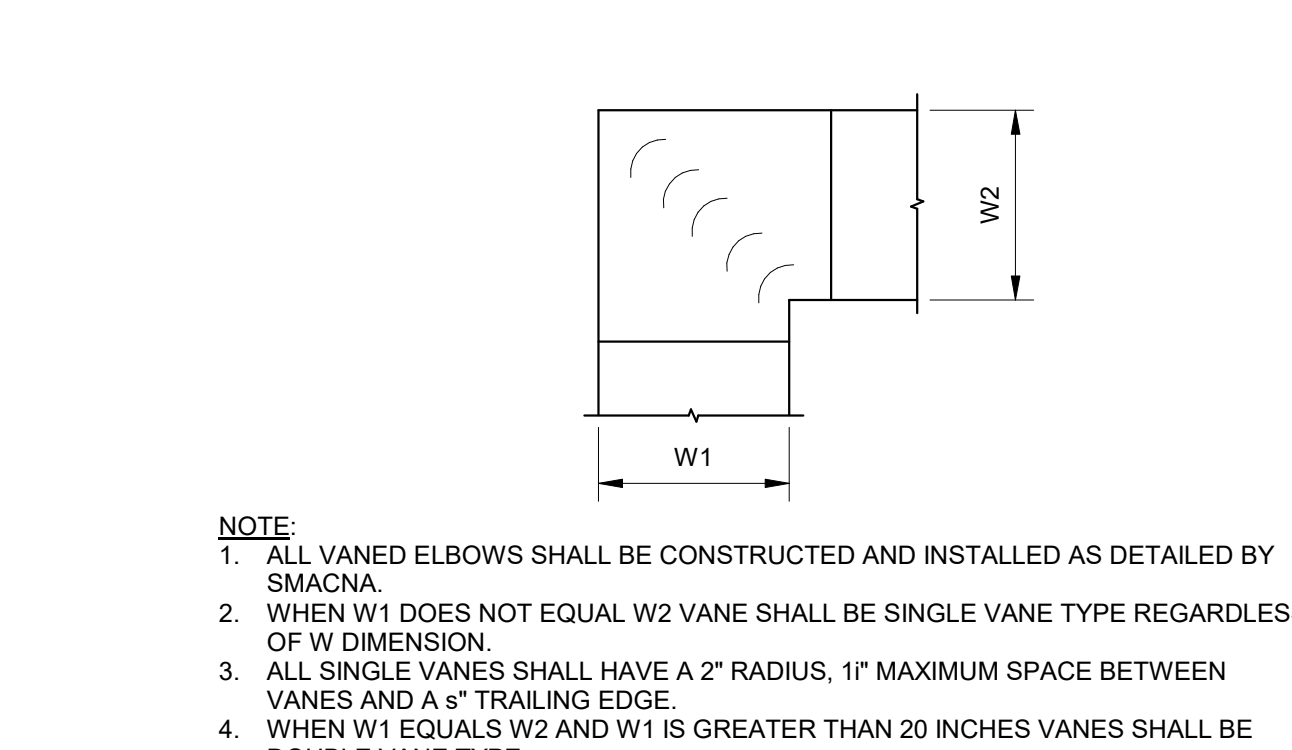 W2
W1
NOTE:
1. ALL VANED ELBOWS SHALL BE CONSTRUCTED AND INSTALLED AS DETAILED BY
SMACNA.
2. WHEN W1 DOES NOT EQUAL W2 VANE SHALL BE SINGLE VANE TYPE REGARDLES
OF W DIMENSION.
3. ALL SINGLE VANES SHALL HAVE A 2" RADIUS, 1i" MAXIMUM SPACE BETWEEN
VANES AND A s" TRAILING EDGE.
4. WHEN W1 EQUALS W2 AND W1 IS GREATER THAN 20 INCHES VANES SHALL BE
DOUBLE VANE TYPE